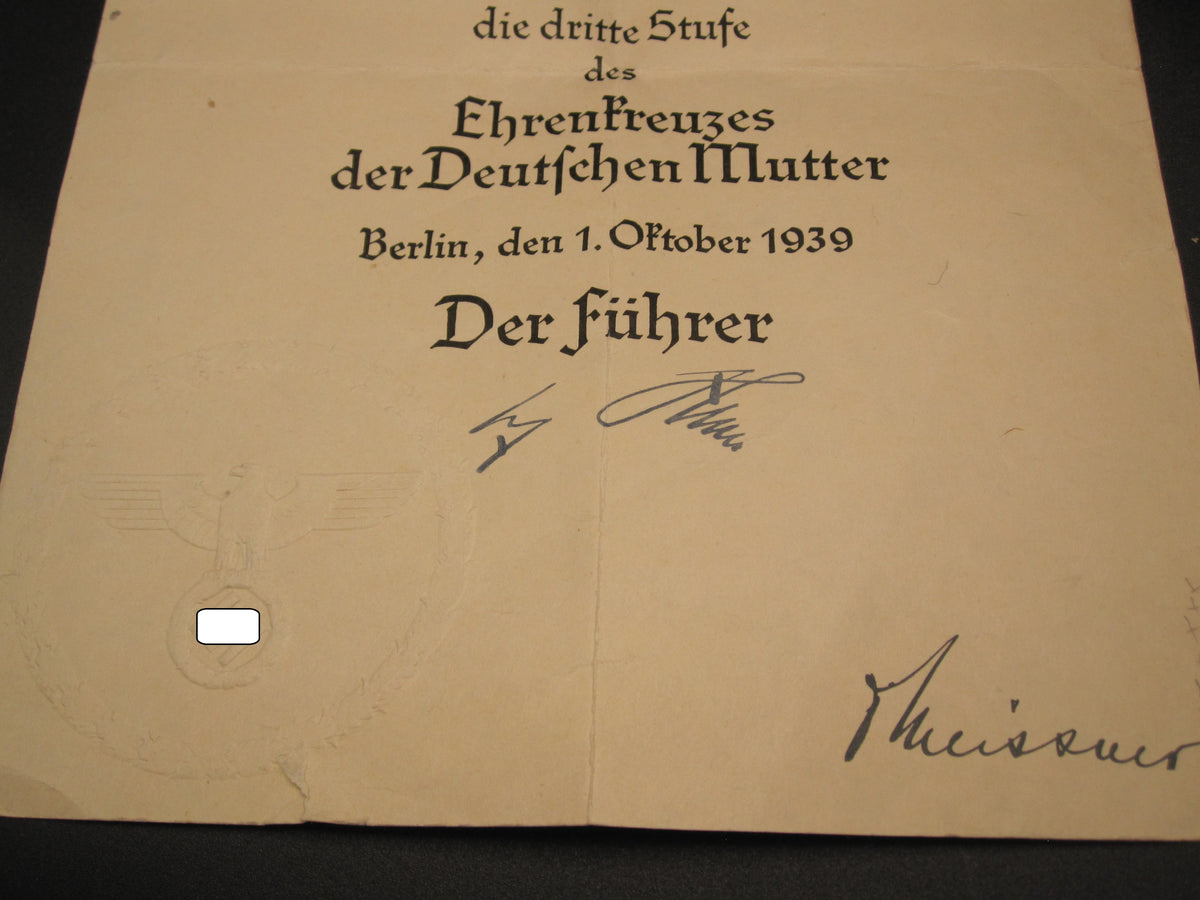 die dritte Stufe
des
Ehrenkreuzes
der Deutſchen Mutter
Berlin, den 1. Oktober 1939
Der Führer
Meissner